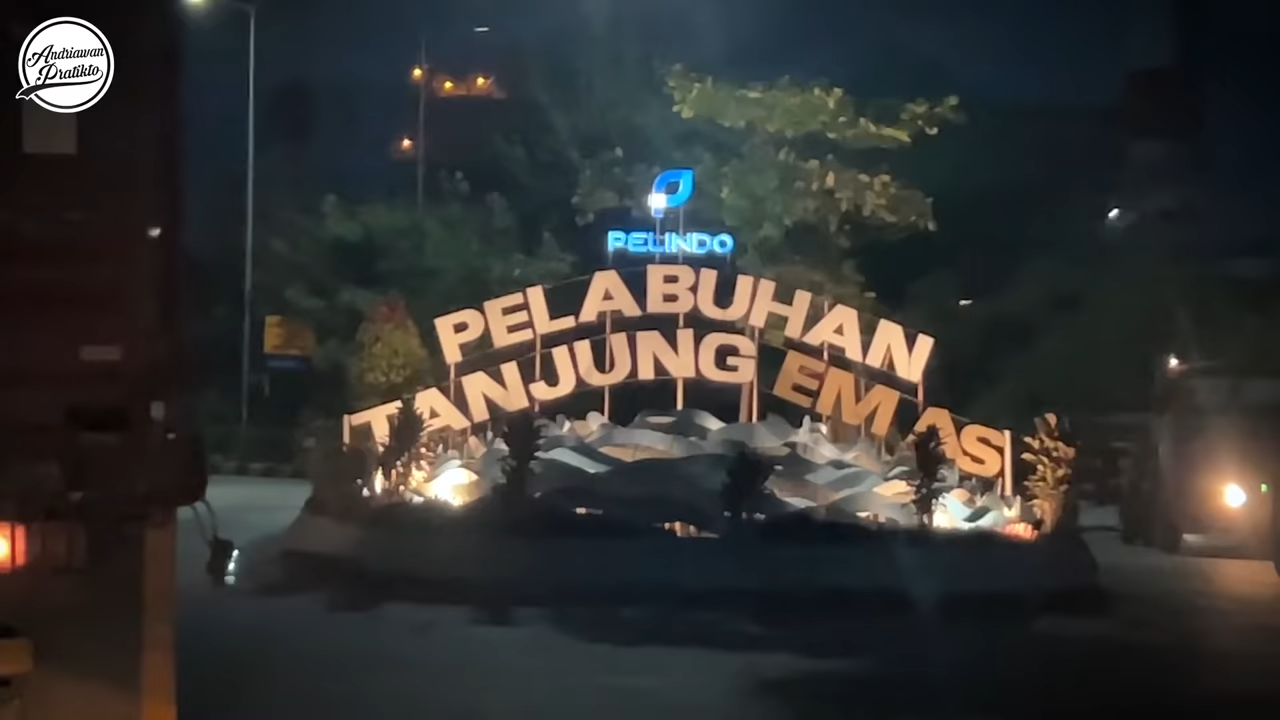 Andriawan
Pratikto
PELINDO
PELABUHAN
TANJUNG EMAS